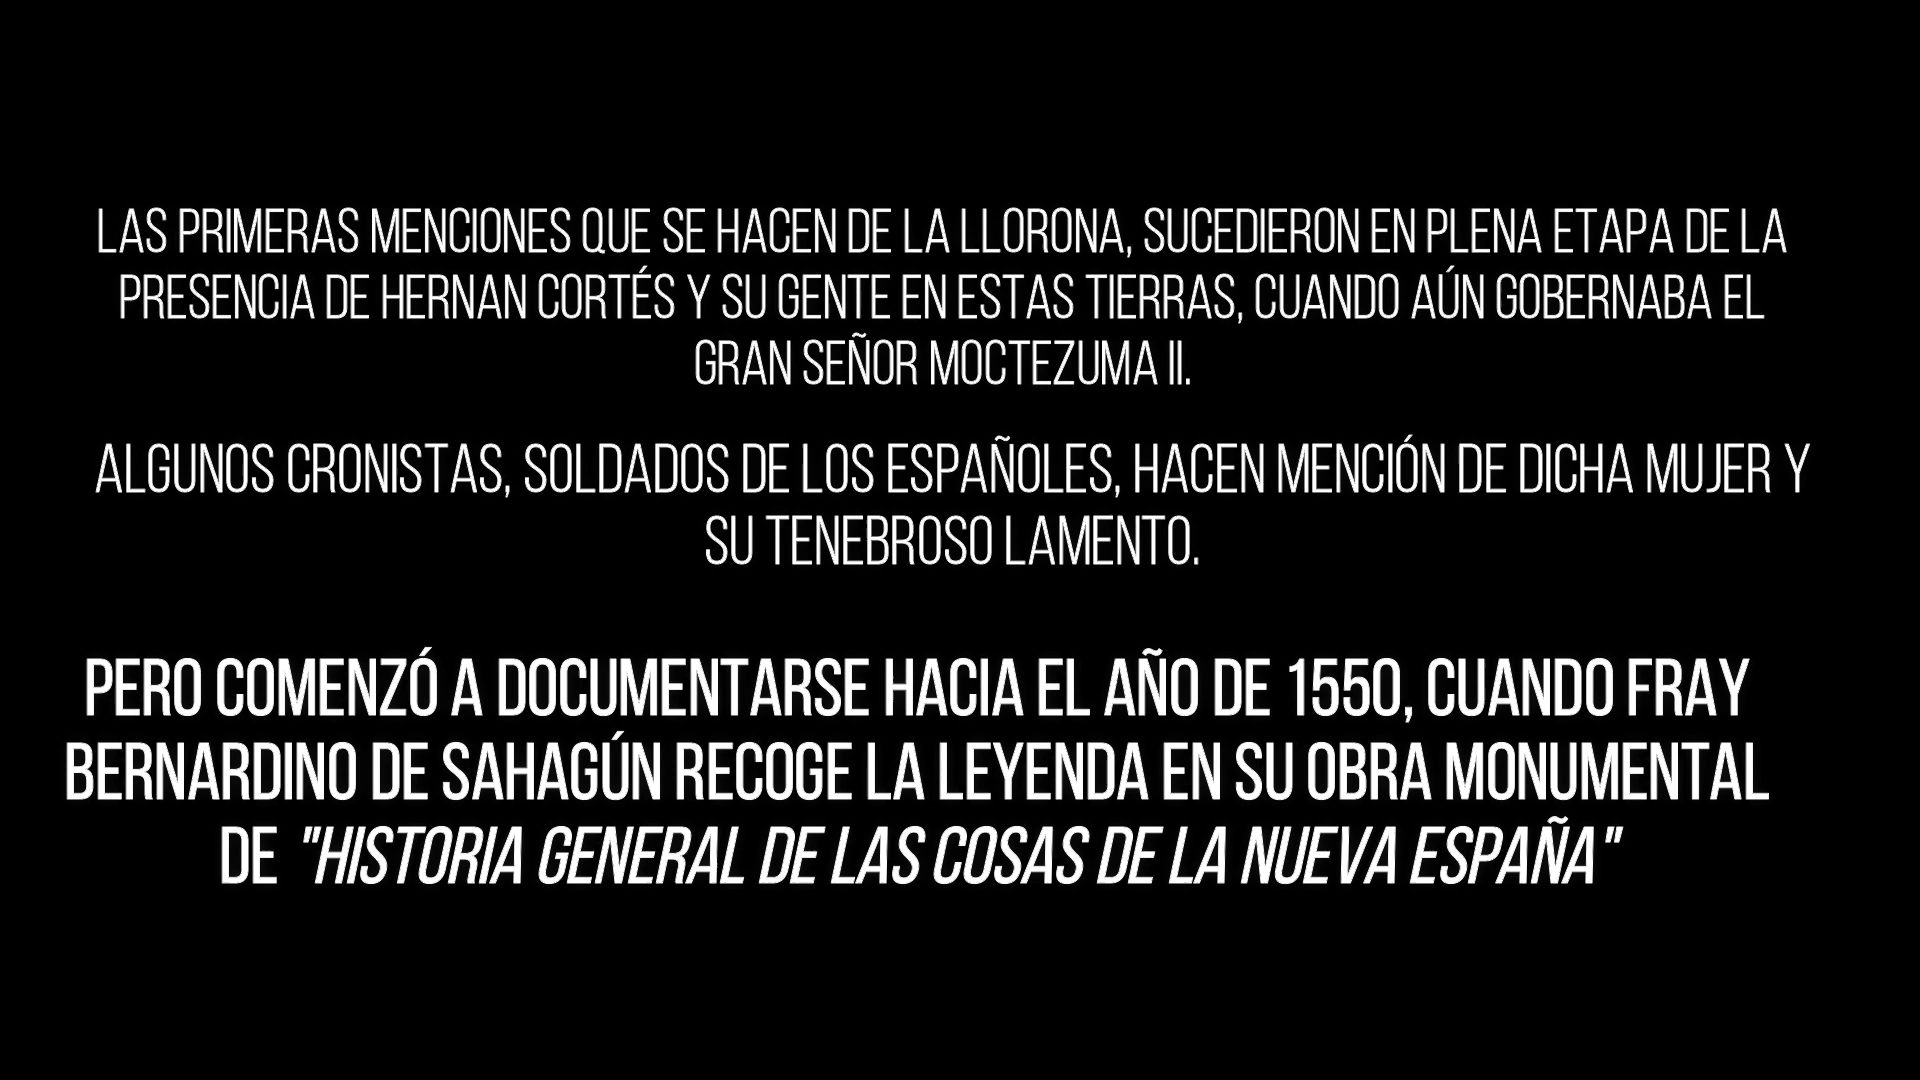 LAS PRIMERAS MENCIONES QUE SE HACEN DE LA LLORONA, SUCEDIERON EN PLENA ETAPA DE LA
PRESENCIA DE HERNAN CORTÉS Y SU GENTE EN ESTAS TIERRAS, CUANDO AÚN GOBERNABA EL
GRAN SEÑOR MOCTEZUMA II.
ALGUNOS CRONISTAS, SOLDADOS DE LOS ESPAÑOLES, HACEN MENCIÓN DE DICHA MUJER Y
SU TENEBROSO LAMENTO.
PERO COMENZÓ A DOCUMENTARSE HACIA EL AÑO DE 1550, CUANDO FRAY
BERNARDINO DE SAHAGÚN RECOGE LA LEYENDA EN SU OBRA MONUMENTAL
DE "HISTORIA GENERAL DE LAS COSAS DE LA NUEVA ESPAÑA"